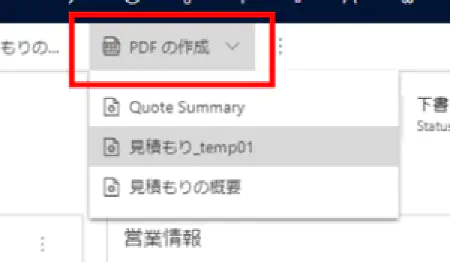 もりの...
PDF の作成
Quote Summary
下書
Status
見積もり_temp01
見積もりの概要
営業情報